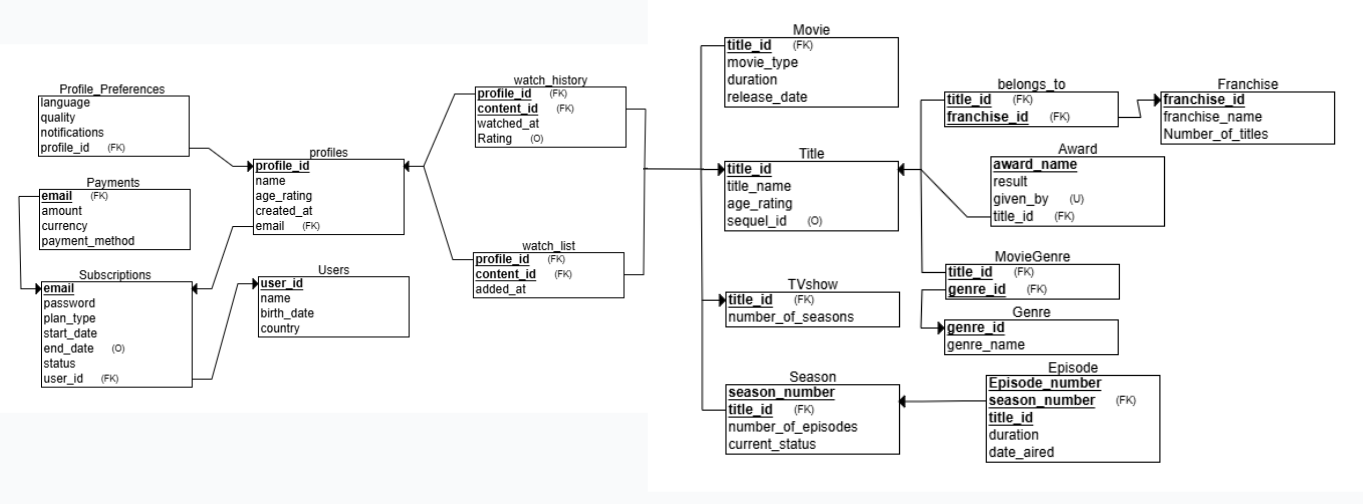 Profile_Preferences
language
quality
notifications
profile_id (FK)
Payments
email (FK)
amount
currency
payment_method
Subscriptions
email
password
plan_type
start_date
end_date (O)
status
user_id (FK)
profiles
profile_id
name
age_rating
created_at
email (FK)
Users
user_id
name
birth_date
country
watch_history
profile_id (FK)
content_id (FK)
watched_at
Rating (O)
watch_list
profile_id (FK)
content_id (FK)
added_at
Movie
title_id (FK)
movie_type
duration
release_date
Title
title_id
title_name
age_rating
sequel_id (O)
TVshow
title_id (FK)
number_of_seasons
Season
season_number
title_id (FK)
number_of_episodes
current_status
belongs_to
title_id (FK)
franchise_id (FK)
Franchise
franchise_id
franchise_name
Number_of_titles
Award
award_name
result
given_by (U)
title_id (FK)
MovieGenre
title_id (FK)
genre_id (FK)
Genre
genre_id
genre_name
Episode
Episode_number
season_number (FK)
title_id
duration
date_aired